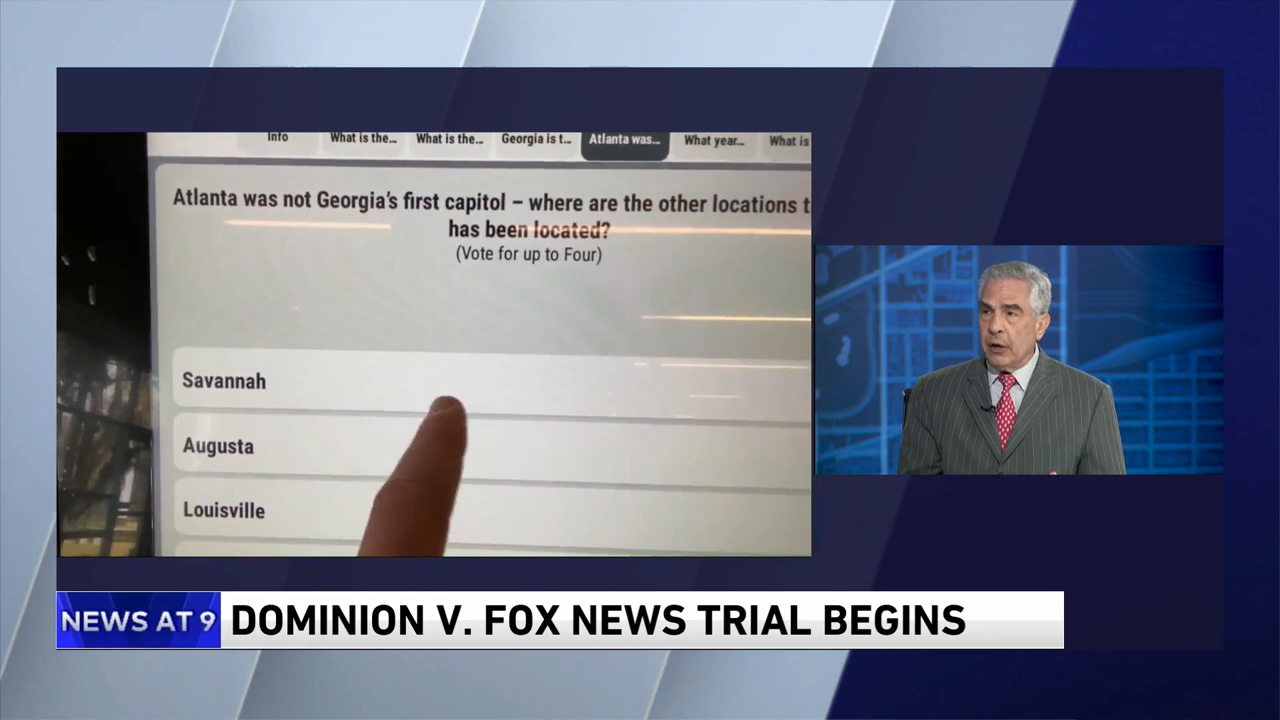 Info
What is the...
What is the...
Georgia is t...
Atlanta was...
What year...
What is
Atlanta was not Georgia's first capitol – where are the other locations t
has been located?
(Vote for up to Four)
Savannah
Augusta
Louisville
NEWS AT 9
DOMINION V. FOX NEWS TRIAL BEGINS